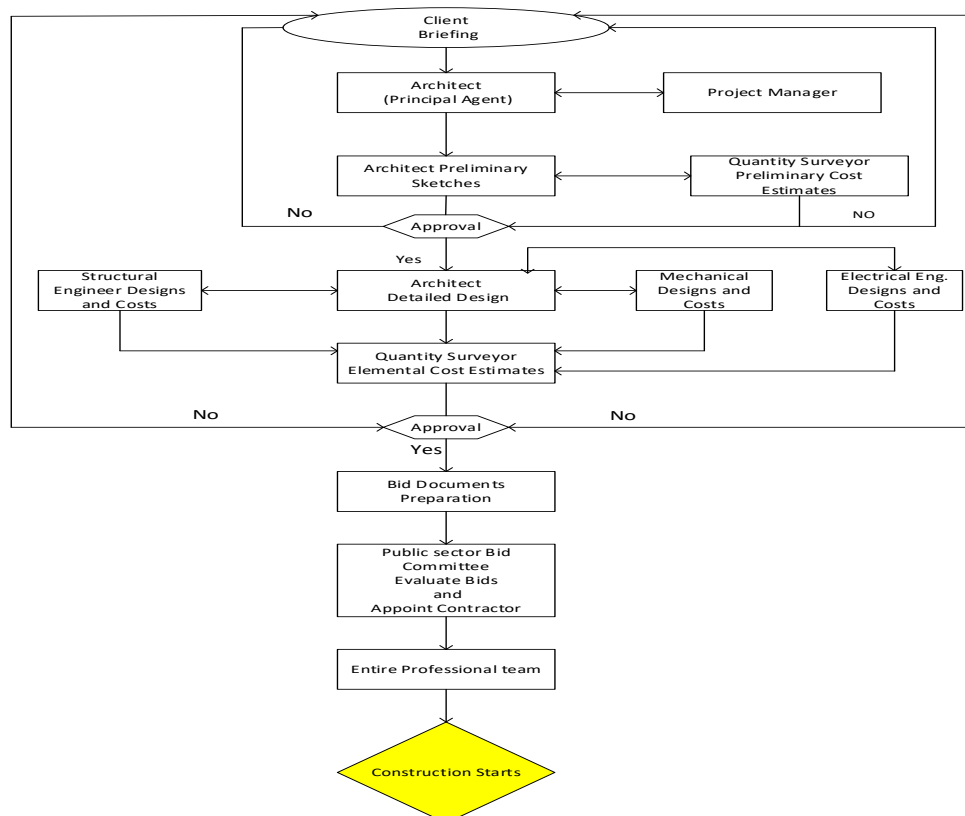 Client
Briefing
Architect
(Principal Agent)
Project Manager
Architect Preliminary
Sketches
Quantity Surveyor
Preliminary Cost
Estimates
No
NO
Approval
Yes
Structural
Engineer Designs
and Costs
Architect
Detailed Design
Mechanical
Designs and
Costs
Electrical Eng.
Designs and
Costs
Quantity Surveyor
Elemental Cost Estimates
No
No
Approval
Yes
Bid Documents
Preparation
Public sector Bid
Committee
Evaluate Bids
and
Appoint Contractor
Entire Professional team
Construction Starts